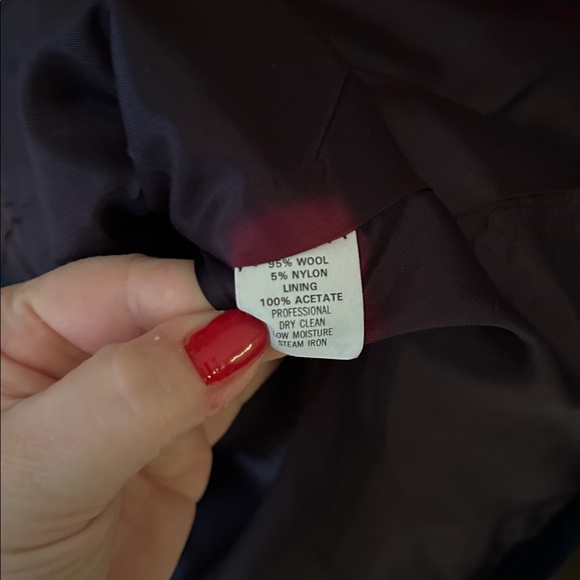 95% WOOL
5% NYLON
LINING
100% ACETATE
PROFESSIONAL
DRY CLEAN
LOW MOISTURE
STEAM IRON